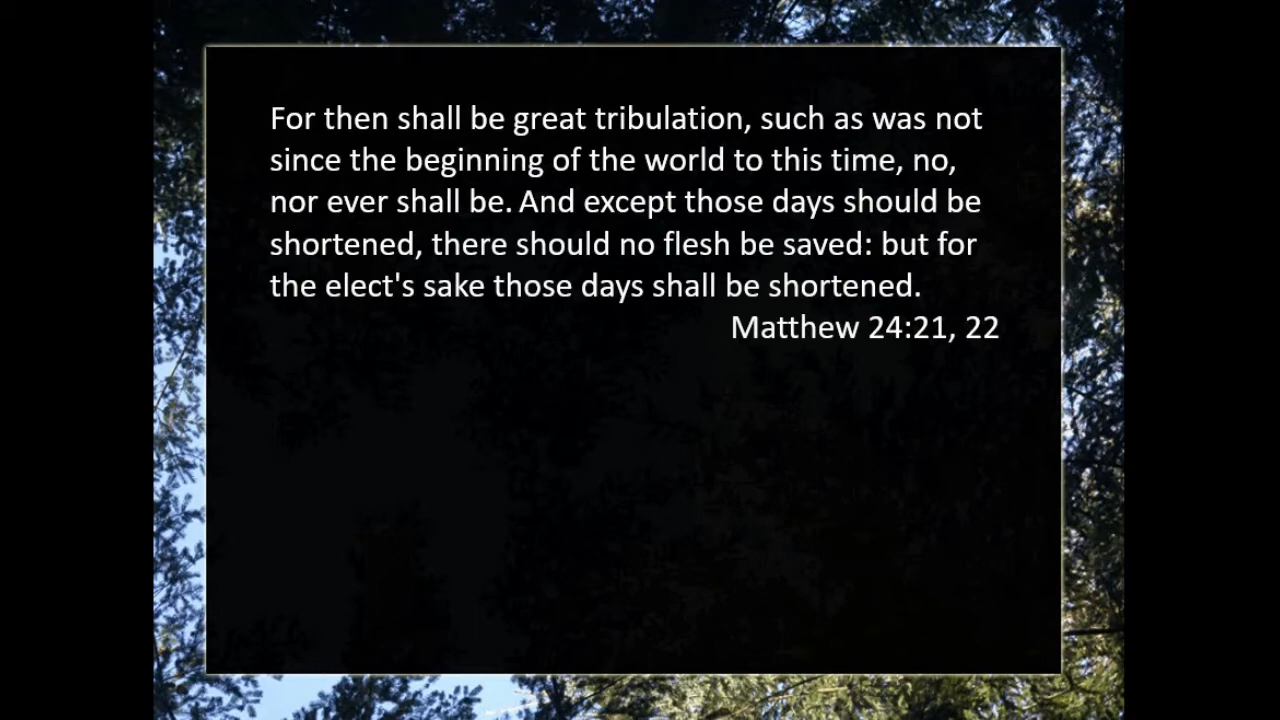 For then shall be great tribulation, such as was not
since the beginning of the world to this time, no,
nor ever shall be. And except those days should be
shortened, there should no flesh be saved: but for
the elect's sake those days shall be shortened.
Matthew 24:21, 22